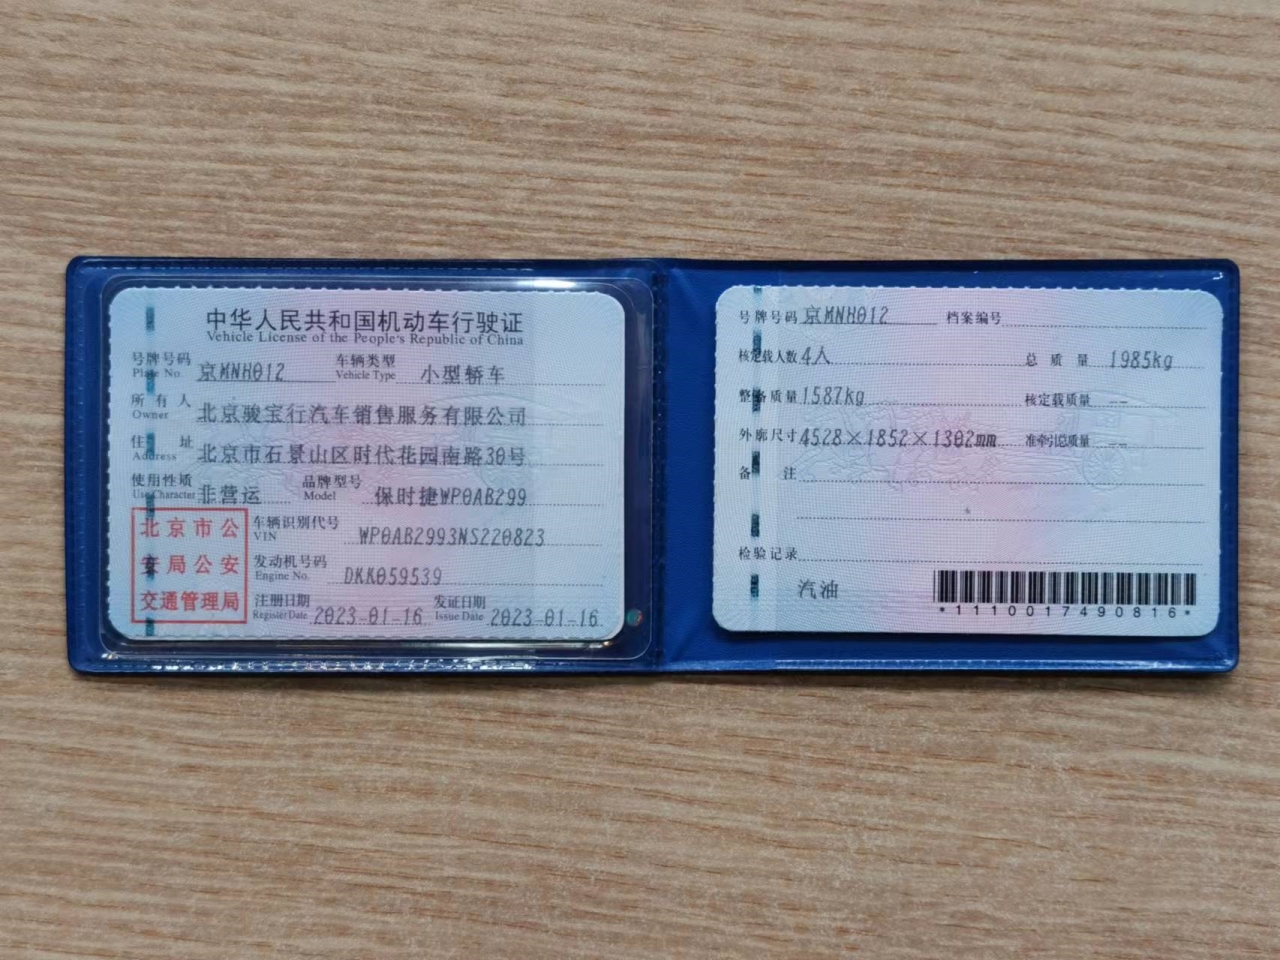 中华人民共和国机动车行驶证
Vehicle License of the People's Republic of China
号牌号码 京MNH012 车辆类型 小型轿车
Plate No. Vehicle Type
所有人 北京骏宝行汽车销售服务有限公司
Owner
住址 北京市石景山区时代花园南路30号
Address
使用性质 非营运 品牌型号 保时捷WP0AB299
Use Character Model
北京市公
安局公安
交通管理局
车辆识别代号 WP0AB2993NS220823
VIN
发动机号码 DKK059539
Engine No.
注册日期 2023-01-16 发证日期 2023-01-16
Register Date Issue Date
号牌号码 京MNH012 档案编号
核定载人数 4人 总质量 1985kg
整备质量 1587kg 核定载质量 --
外廓尺寸 4528×1852×1302mm 准牵引总质量 --
备注
检验记录
汽油
*1110017490816*